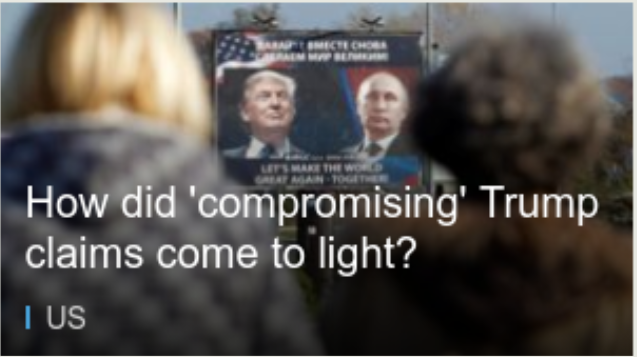 ДАВАЙТЕ ВМЕСТЕ СНОВА
СДЕЛАЕМ МИР ВЕЛИКИМ!
LET'S MAKE THE WORLD
GREAT AGAIN - TOGETHER!
How did 'compromising' Trump
claims come to light?
US